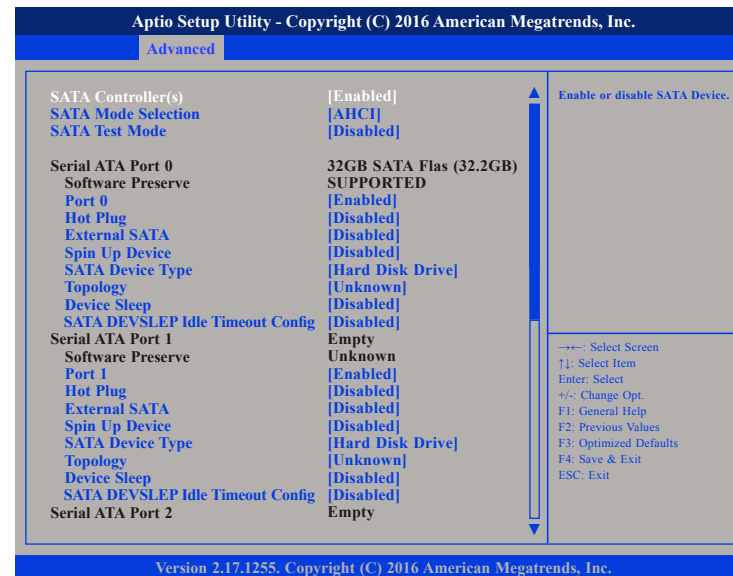 Aptio Setup Utility - Copyright (C) 2016 American Megatrends, Inc.
Advanced
SATA Controller(s) [Enabled]
SATA Mode Selection [AHCI]
SATA Test Mode [Disabled]
Serial ATA Port 0 32GB SATA Flas (32.2GB)
Software Preserve SUPPORTED
Port 0 [Enabled]
Hot Plug [Disabled]
External SATA [Disabled]
Spin Up Device [Disabled]
SATA Device Type [Hard Disk Drive]
Topology [Unknown]
Device Sleep [Disabled]
SATA DEVSLEP Idle Timeout Config [Disabled]
Serial ATA Port 1 Empty
Software Preserve Unknown
Port 1 [Enabled]
Hot Plug [Disabled]
External SATA [Disabled]
Spin Up Device [Disabled]
SATA Device Type [Hard Disk Drive]
Topology [Unknown]
Device Sleep [Disabled]
SATA DEVSLEP Idle Timeout Config [Disabled]
Serial ATA Port 2 Empty
Enable or disable SATA Device.
→←: Select Screen
↑↓: Select Item
Enter: Select
+/-: Change Opt.
F1: General Help
F2: Previous Values
F3: Optimized Defaults
F4: Save & Exit
ESC: Exit
Version 2.17.1255. Copyright (C) 2016 American Megatrends, Inc.